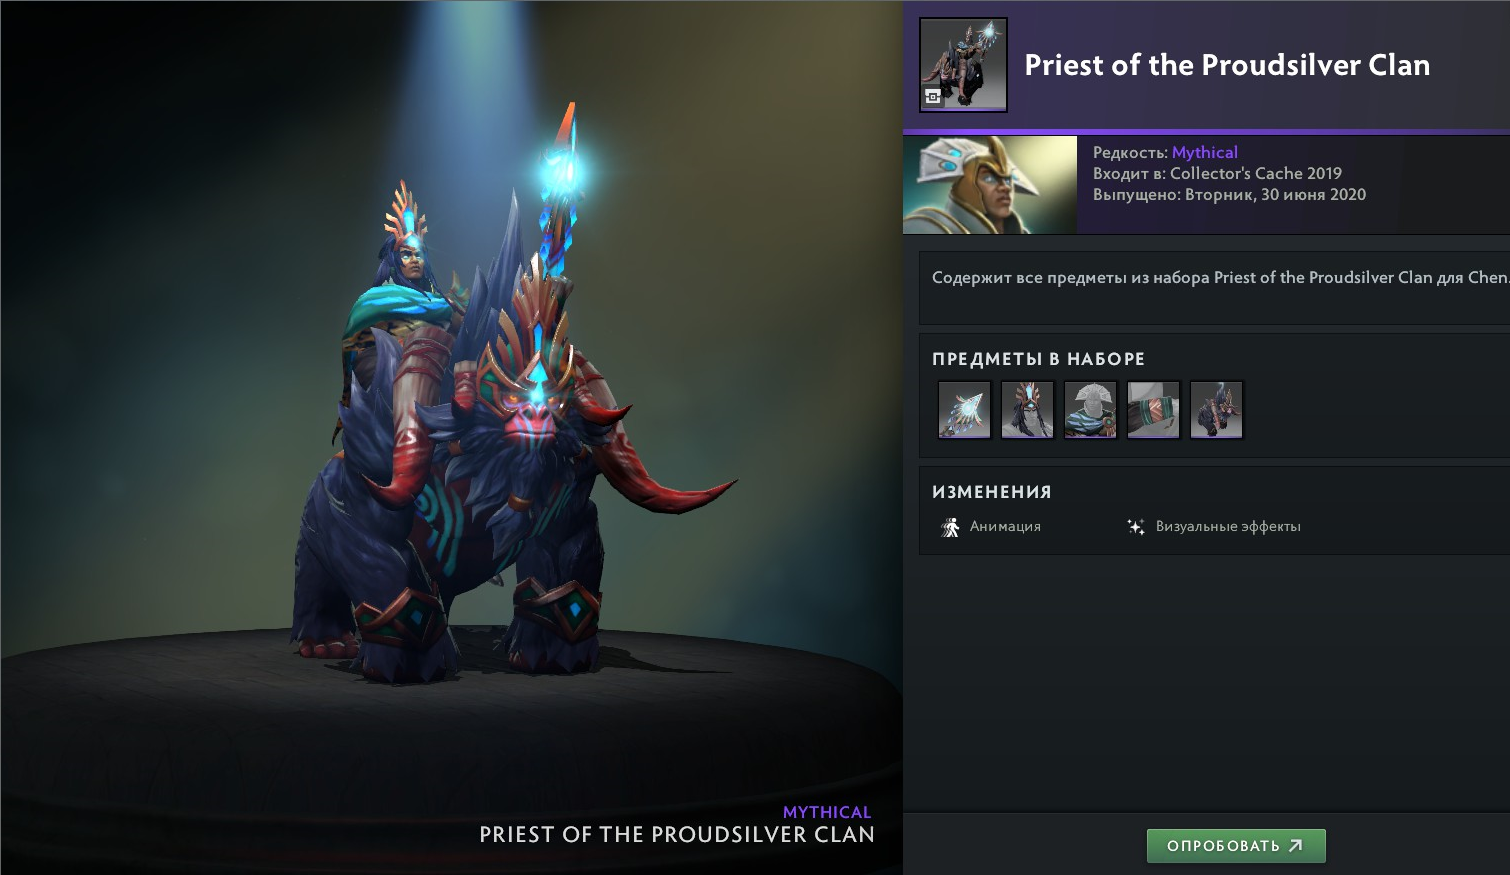 Priest of the Proudsilver Clan
Редкость: Mythical
Входит в: Collector's Cache 2019
Выпущено: Вторник, 30 июня 2020
Содержит все предметы из набора Priest of the Proudsilver Clan для Chen.
ПРЕДМЕТЫ В НАБОРЕ
ИЗМЕНЕНИЯ
Анимация
Визуальные эффекты
MYTHICAL
PRIEST OF THE PROUDSILVER CLAN
ОПРОБОВАТЬ